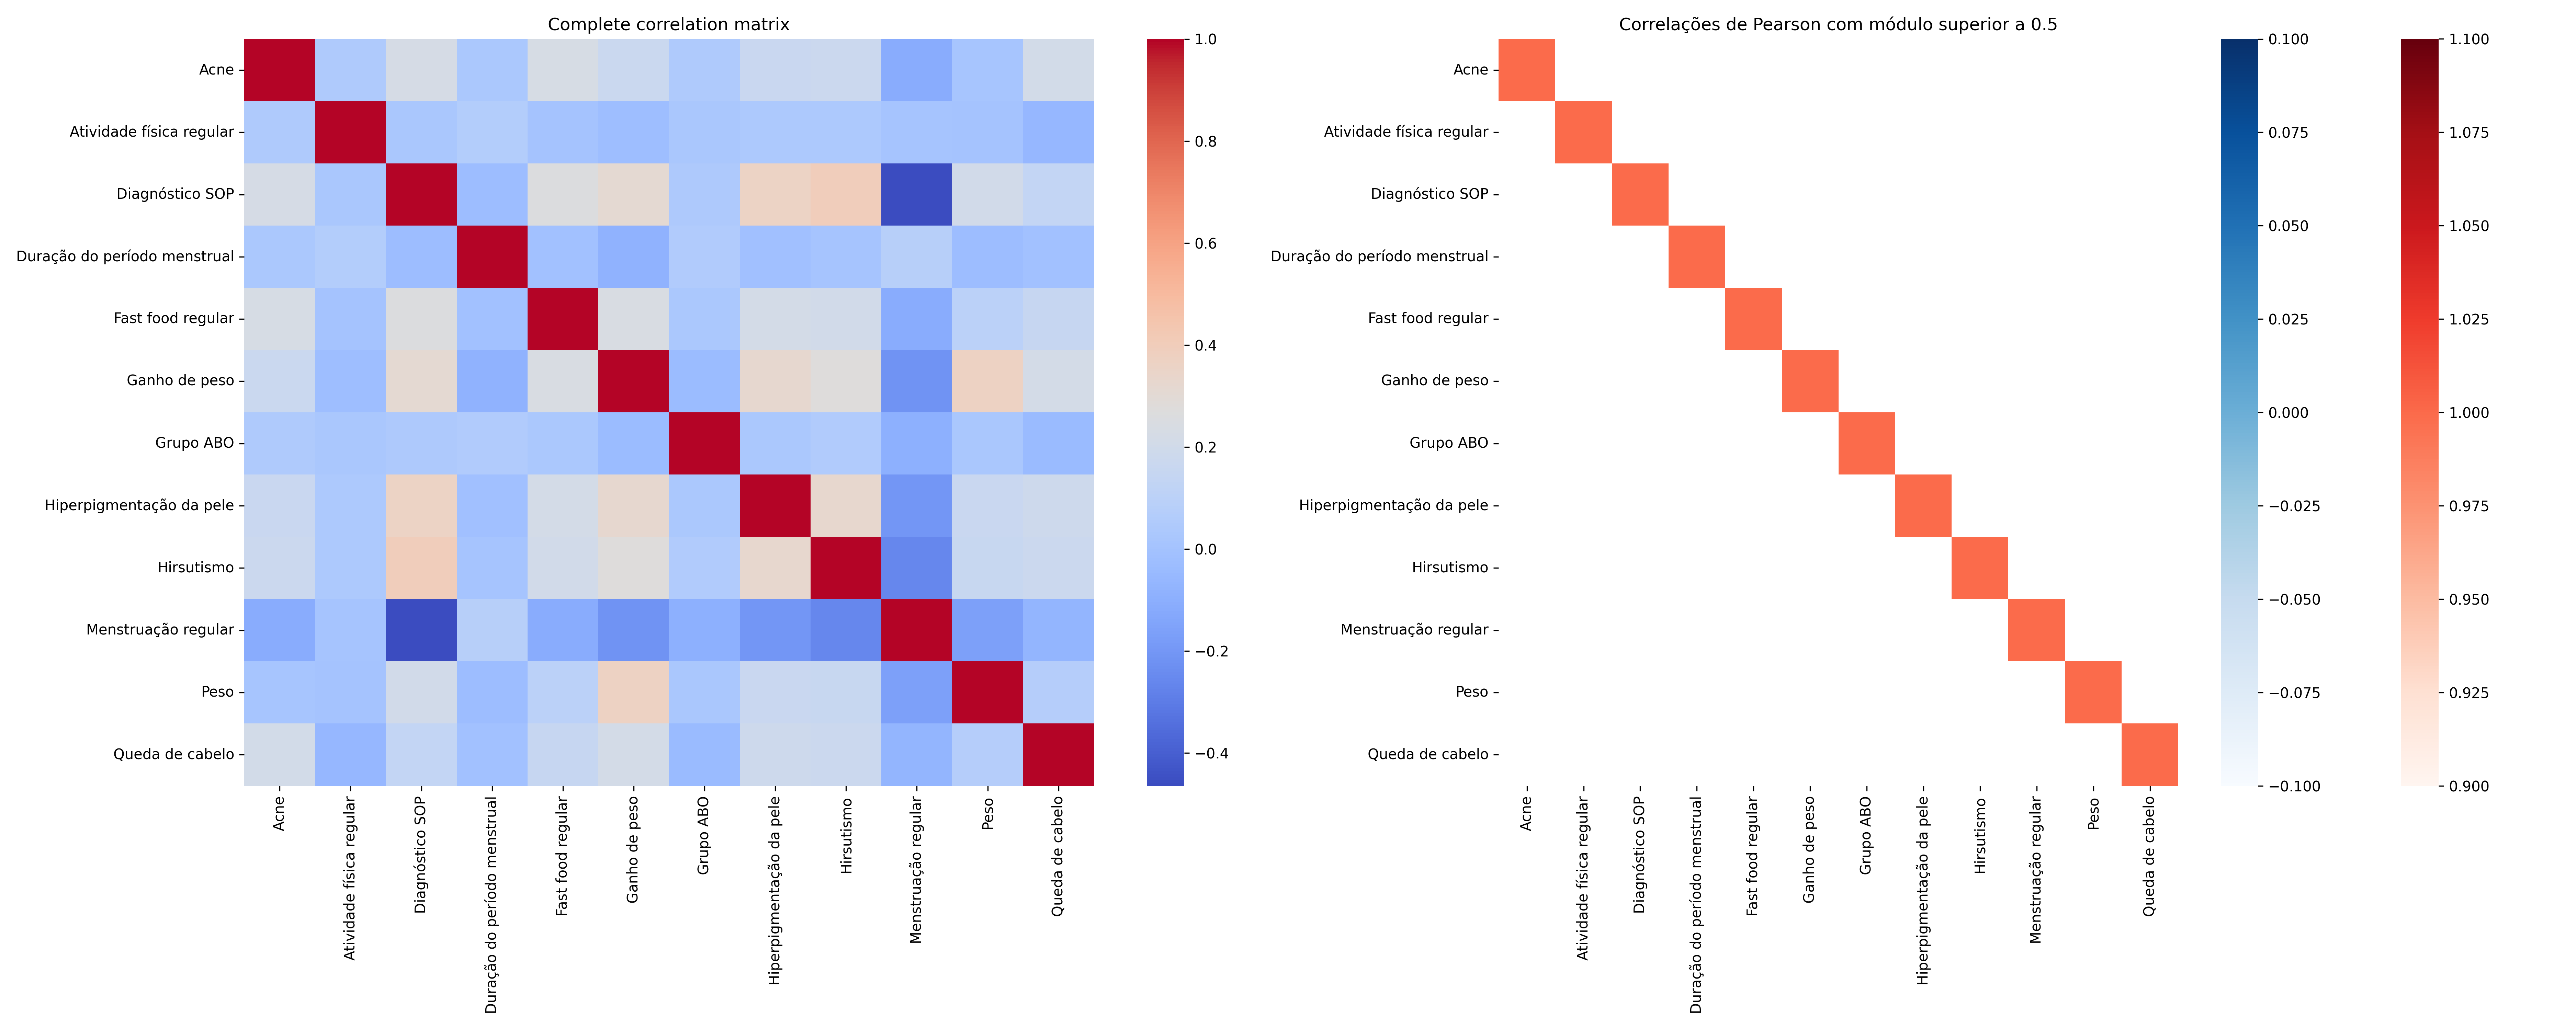 Complete correlation matrix
Acne
Atividade física regular
Diagnóstico SOP
Duração do período menstrual
Fast food regular
Ganho de peso
Grupo ABO
Hiperpigmentação da pele
Hirsutismo
Menstruação regular
Peso
Queda de cabelo
Acne
Atividade física regular
Diagnóstico SOP
Duração do período menstrual
Fast food regular
Ganho de peso
Grupo ABO
Hiperpigmentação da pele
Hirsutismo
Menstruação regular
Peso
Queda de cabelo
1.0
0.8
0.6
0.4
0.2
0.0
−0.2
−0.4
Correlações de Pearson com módulo superior a 0.5
Acne
Atividade física regular
Diagnóstico SOP
Duração do período menstrual
Fast food regular
Ganho de peso
Grupo ABO
Hiperpigmentação da pele
Hirsutismo
Menstruação regular
Peso
Queda de cabelo
Acne
Atividade física regular
Diagnóstico SOP
Duração do período menstrual
Fast food regular
Ganho de peso
Grupo ABO
Hiperpigmentação da pele
Hirsutismo
Menstruação regular
Peso
Queda de cabelo
0.100
0.075
0.050
0.025
0.000
−0.025
−0.050
−0.075
−0.100
1.100
1.075
1.050
1.025
1.000
0.975
0.950
0.925
0.900